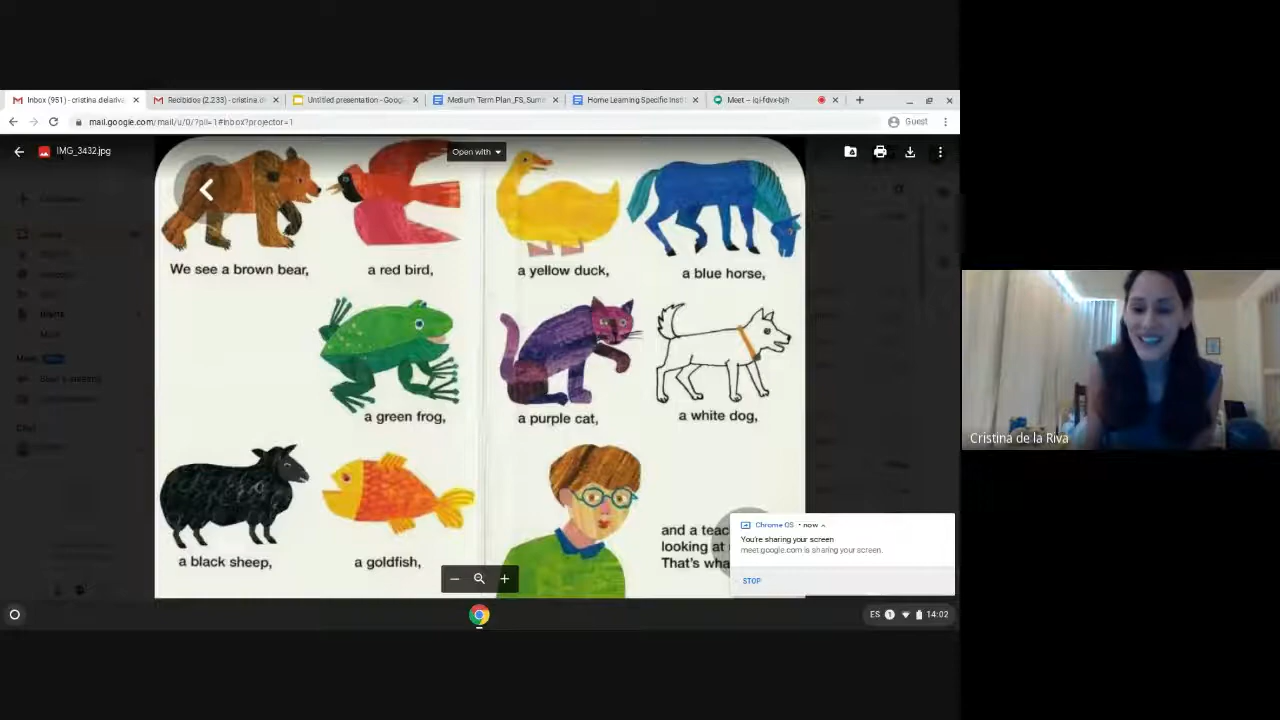 Inbox (951) - cristina
Recibidos (2.233) - cristina
Untitled presentation - Goog
Medium Term Plan_FS_Sum
Home Learning Specific Inst
Meet – iqj-fdvx-bjh
mail.google.com/mail/u/0/?pli=1#inbox?projector=1
Guest
IMG_3432.jpg
Open with
We see a brown bear,
a red bird,
a yellow duck,
a blue horse,
a green frog,
a purple cat,
a white dog,
a black sheep,
a goldfish,
and a
looking at
That's
Chrome OS • now
You're sharing your screen
meet.google.com is sharing your screen.
STOP
ES 1 14:02
Cristina de la Riva